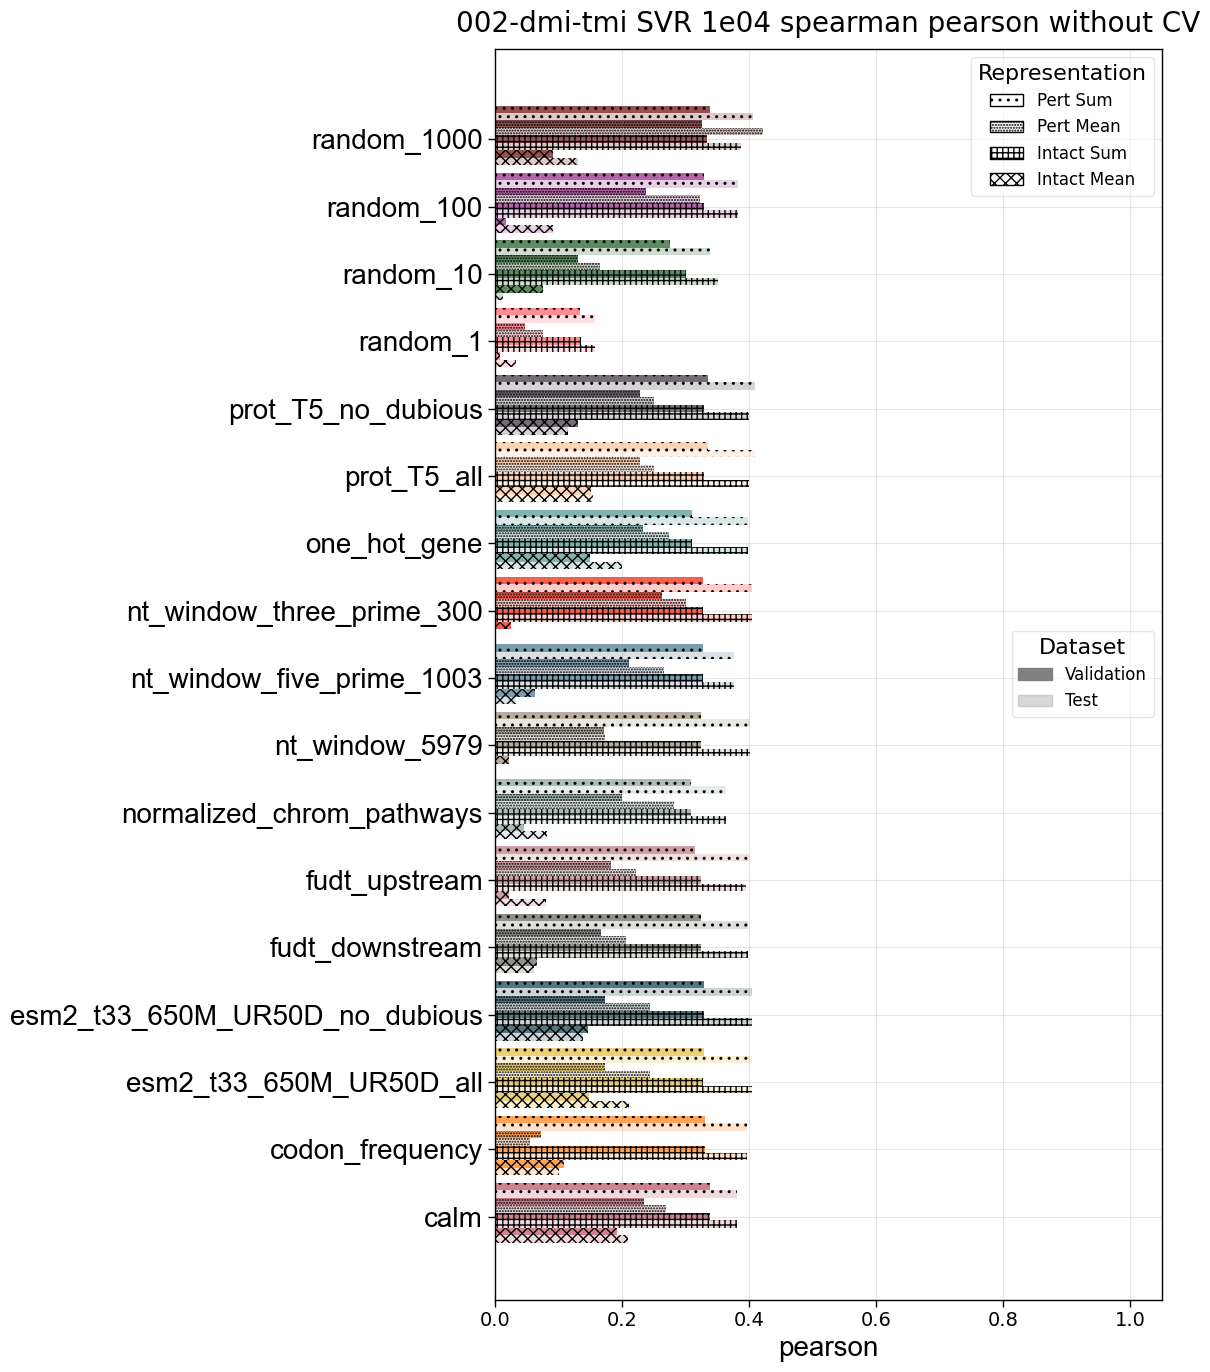 002-dmi-tmi SVR 1e04 spearman pearson without CV
Representation
Pert Sum
Pert Mean
Intact Sum
Intact Mean
random_1000
random_100
random_10
random_1
prot_T5_no_dubious
prot_T5_all
one_hot_gene
nt_window_three_prime_300
Dataset
Validation
Test
nt_window_five_prime_1003
nt_window_5979
normalized_chrom_pathways
fudt_upstream
fudt_downstream
esm2_t33_650M_UR50D_no_dubious
esm2_t33_650M_UR50D_all
codon_frequency
calm
0.0 0.2 0.4 0.6 0.8 1.0
pearson